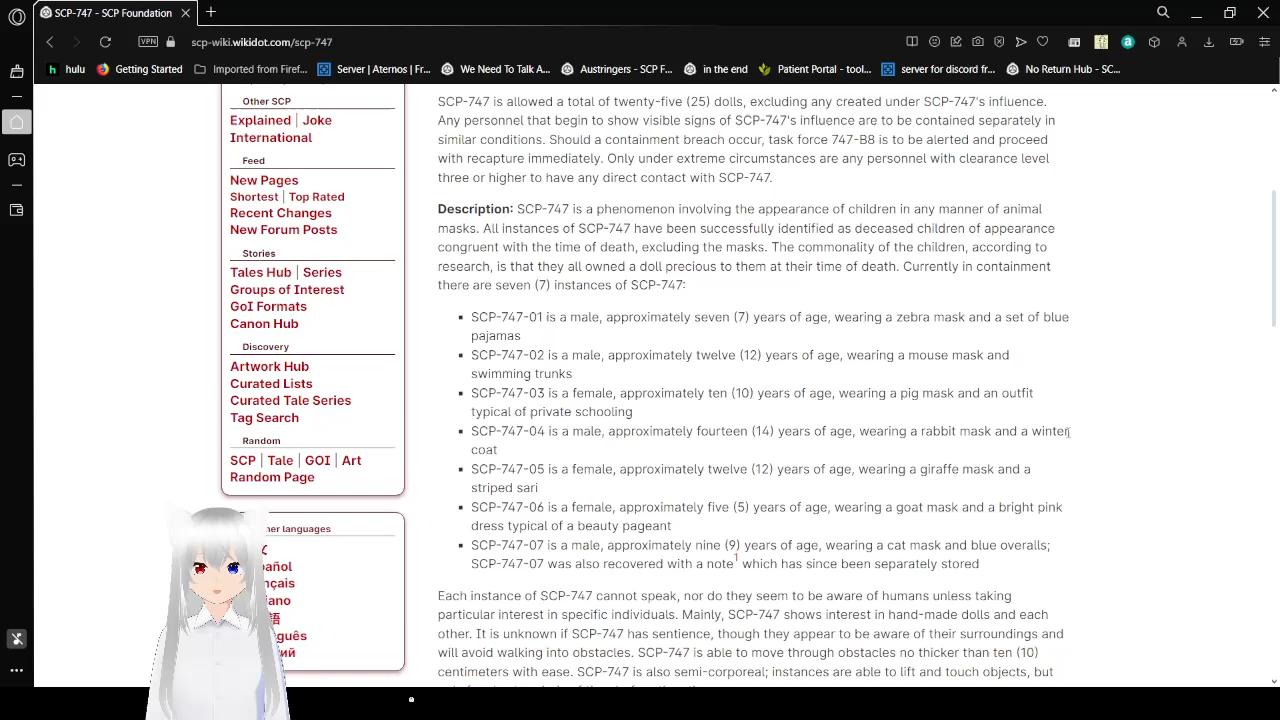 SCP-747 - SCP Foundation
VPN
scp-wiki.wikidot.com/scp-747
hulu
Getting Started
Imported from Firef...
Server | Aternos | Fr...
We Need To Talk A...
Austringers - SCP F...
in the end
Patient Portal - tool...
server for discord fr...
No Return Hub - SC...
Other SCP
Explained | Joke
International
Feed
New Pages
Shortest | Top Rated
Recent Changes
New Forum Posts
Stories
Tales Hub | Series
Groups of Interest
GoI Formats
Canon Hub
Discovery
Artwork Hub
Curated Lists
Curated Tale Series
Tag Search
Random
SCP | Tale | GOI | Art
Random Page
her languages
pañol
nçais
iano
語
uguês
ий
SCP-747 is allowed a total of twenty-five (25) dolls, excluding any created under SCP-747's influence.
Any personnel that begin to show visible signs of SCP-747's influence are to be contained separately in
similar conditions. Should a containment breach occur, task force 747-B8 is to be alerted and proceed
with recapture immediately. Only under extreme circumstances are any personnel with clearance level
three or higher to have any direct contact with SCP-747.
Description: SCP-747 is a phenomenon involving the appearance of children in any manner of animal
masks. All instances of SCP-747 have been successfully identified as deceased children of appearance
congruent with the time of death, excluding the masks. The commonality of the children, according to
research, is that they all owned a doll precious to them at their time of death. Currently in containment
there are seven (7) instances of SCP-747:
SCP-747-01 is a male, approximately seven (7) years of age, wearing a zebra mask and a set of blue
pajamas
SCP-747-02 is a male, approximately twelve (12) years of age, wearing a mouse mask and
swimming trunks
SCP-747-03 is a female, approximately ten (10) years of age, wearing a pig mask and an outfit
typical of private schooling
SCP-747-04 is a male, approximately fourteen (14) years of age, wearing a rabbit mask and a winter
coat
SCP-747-05 is a female, approximately twelve (12) years of age, wearing a giraffe mask and a
striped sari
SCP-747-06 is a female, approximately five (5) years of age, wearing a goat mask and a bright pink
dress typical of a beauty pageant
SCP-747-07 is a male, approximately nine (9) years of age, wearing a cat mask and blue overalls;
SCP-747-07 was also recovered with a note1 which has since been separately stored
Each instance of SCP-747 cannot speak, nor do they seem to be aware of humans unless taking
particular interest in specific individuals. Mainly, SCP-747 shows interest in hand-made dolls and each
other. It is unknown if SCP-747 has sentience, though they appear to be aware of their surroundings and
will avoid walking into obstacles. SCP-747 is able to move through obstacles no thicker than ten (10)
centimeters with ease. SCP-747 is also semi-corporeal; instances are able to lift and touch objects, but